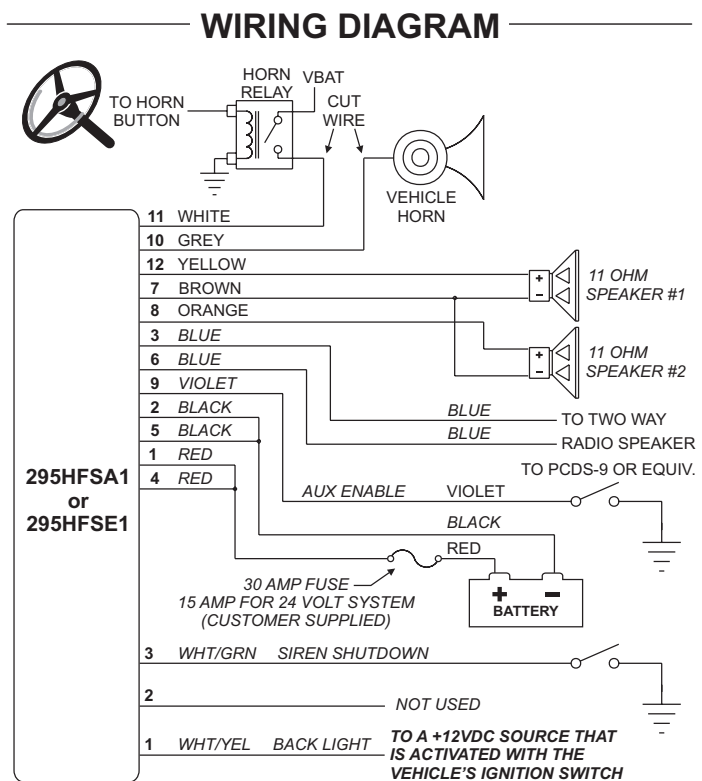 WIRING DIAGRAM
HORN
RELAY
VBAT
TO HORN
BUTTON
CUT
WIRE
VEHICLE
HORN
11 WHITE
10 GREY
12 YELLOW
7 BROWN
8 ORANGE
3 BLUE
6 BLUE
9 VIOLET
2 BLACK
5 BLACK
1 RED
4 RED
+
–
11 OHM
SPEAKER #1
+
–
11 OHM
SPEAKER #2
BLUE
TO TWO WAY
BLUE
RADIO SPEAKER
TO PCDS-9 OR EQUIV.
295HFSA1
or
295HFSE1
AUX ENABLE VIOLET
BLACK
RED
30 AMP FUSE
15 AMP FOR 24 VOLT SYSTEM
(CUSTOMER SUPPLIED)
+ –
BATTERY
3 WHT/GRN SIREN SHUTDOWN
2
NOT USED
1 WHT/YEL BACK LIGHT
TO A +12VDC SOURCE THAT
IS ACTIVATED WITH THE
VEHICLE'S IGNITION SWITCH